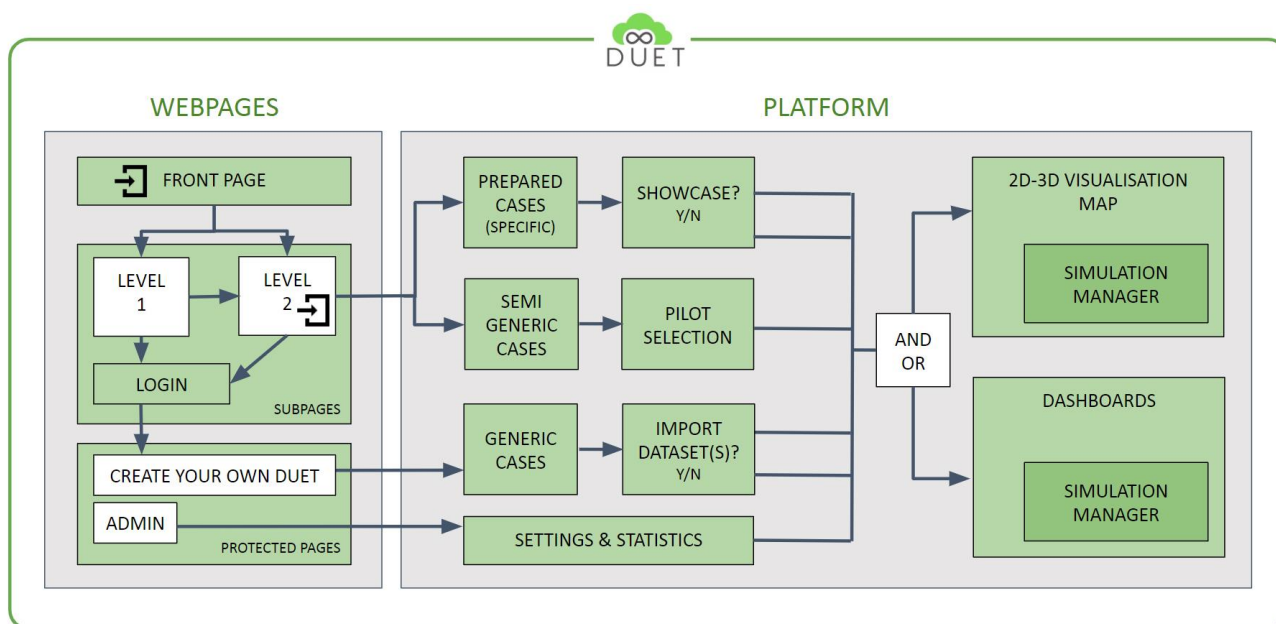 DUET
WEBPAGES
FRONT PAGE
LEVEL
1
LEVEL
2
LOGIN
SUBPAGES
CREATE YOUR OWN DUET
ADMIN
PROTECTED PAGES
PLATFORM
PREPARED
CASES
(SPECIFIC)
SHOWCASE?
Y/N
SEMI
GENERIC
CASES
PILOT
SELECTION
GENERIC
CASES
IMPORT
DATASET(S)?
Y/N
SETTINGS & STATISTICS
AND
OR
2D-3D VISUALISATION
MAP
SIMULATION
MANAGER
DASHBOARDS
SIMULATION
MANAGER